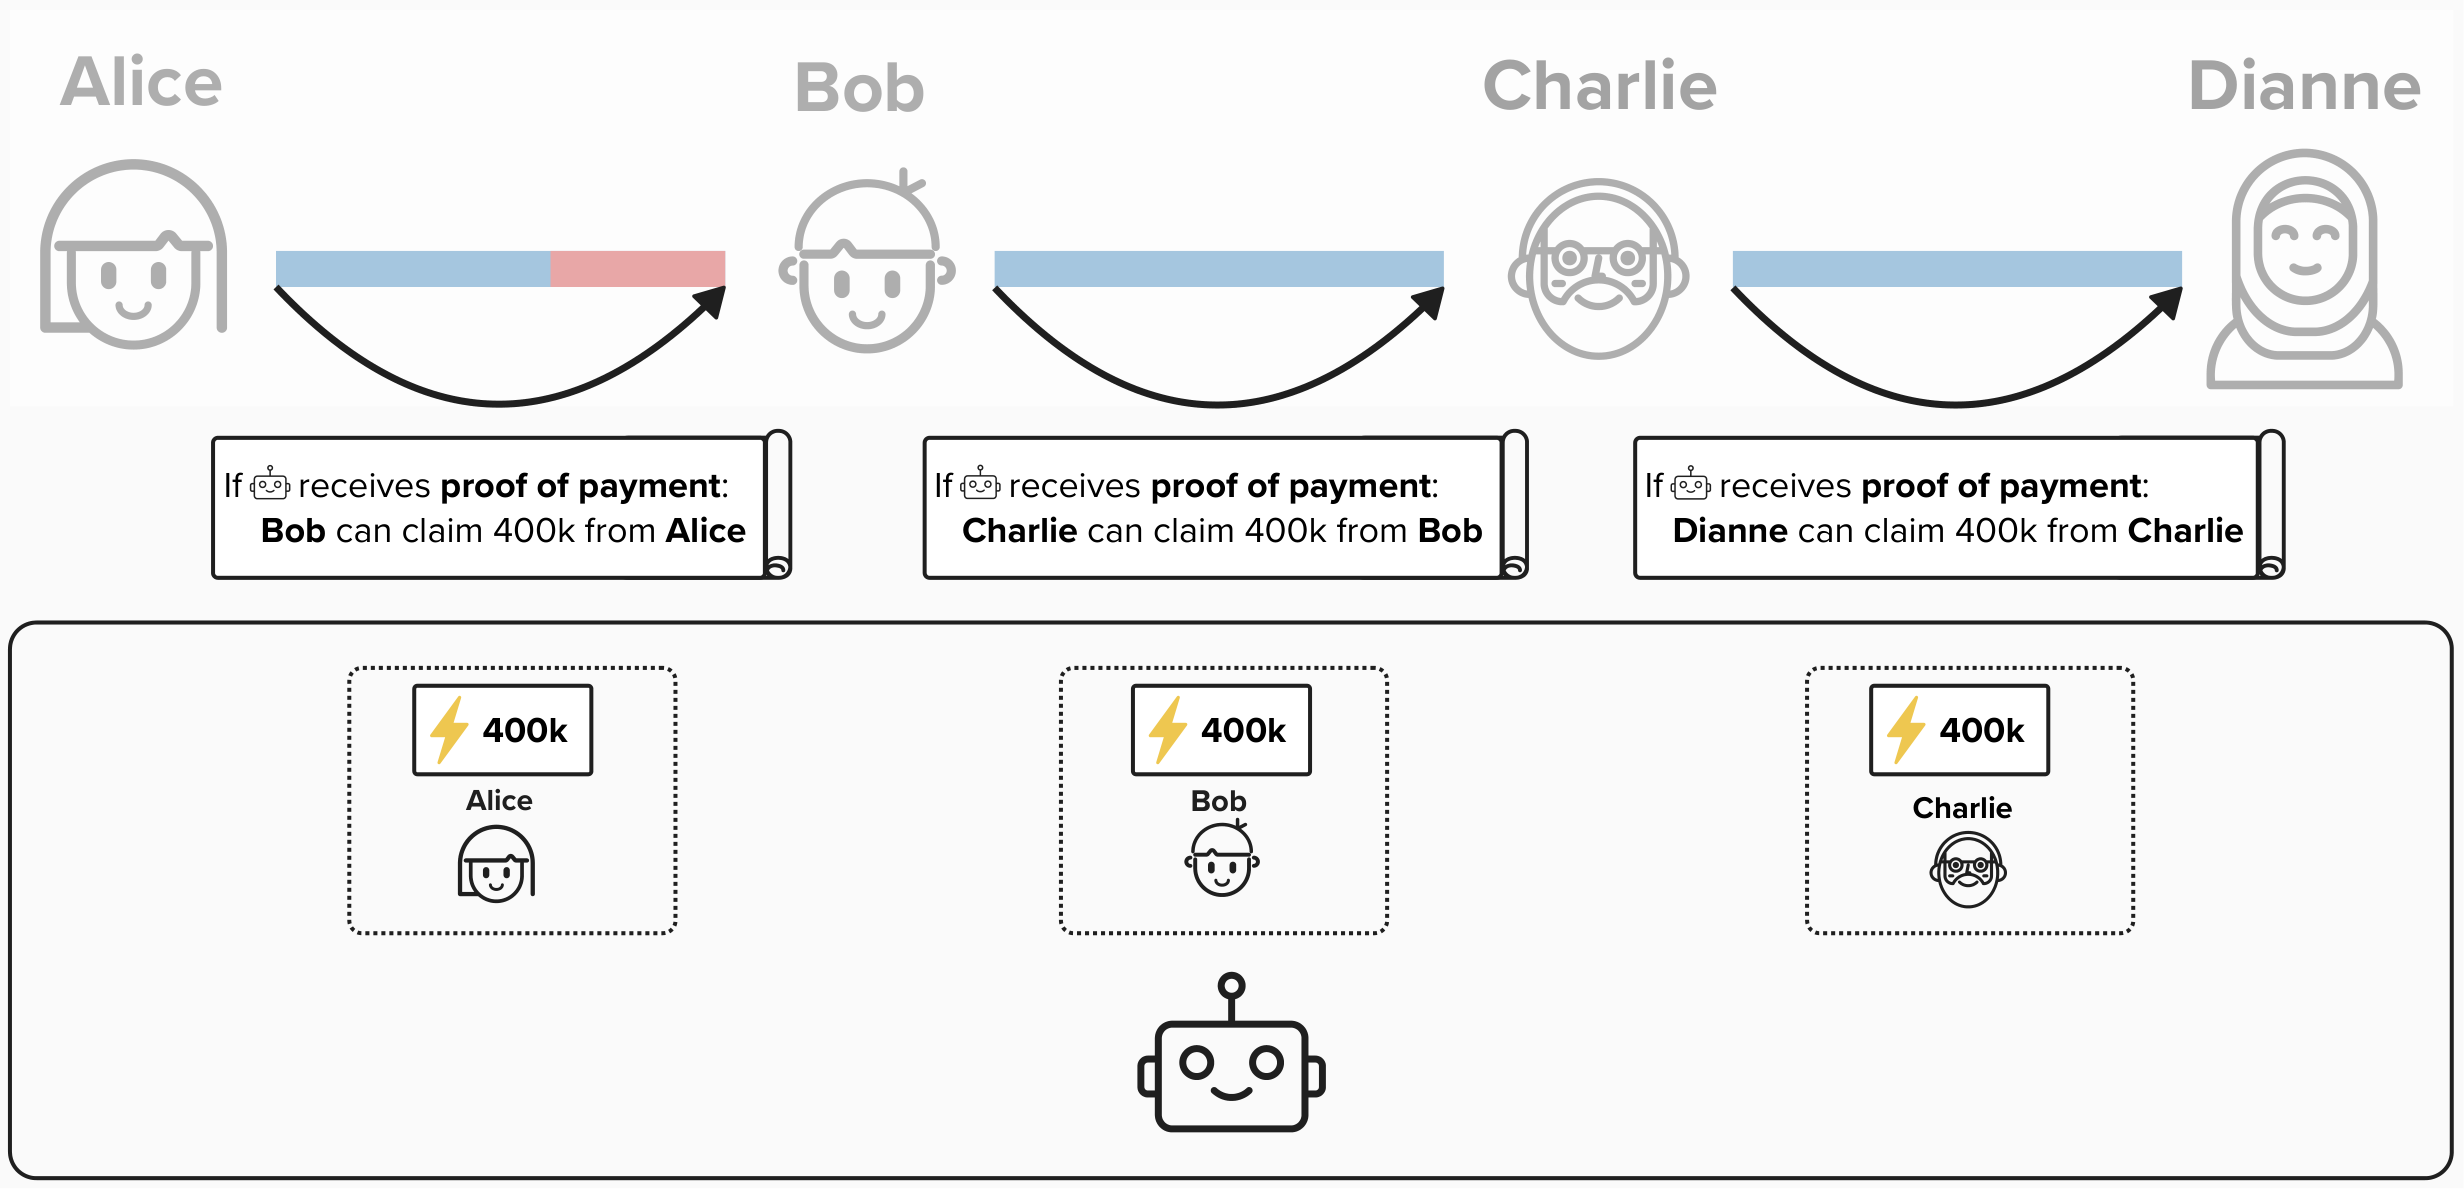 Alice
Bob
Charlie
Dianne
If receives proof of payment:
Bob can claim 400k from Alice
If receives proof of payment:
Charlie can claim 400k from Bob
If receives proof of payment:
Dianne can claim 400k from Charlie
400k
Alice
400k
Bob
400k
Charlie